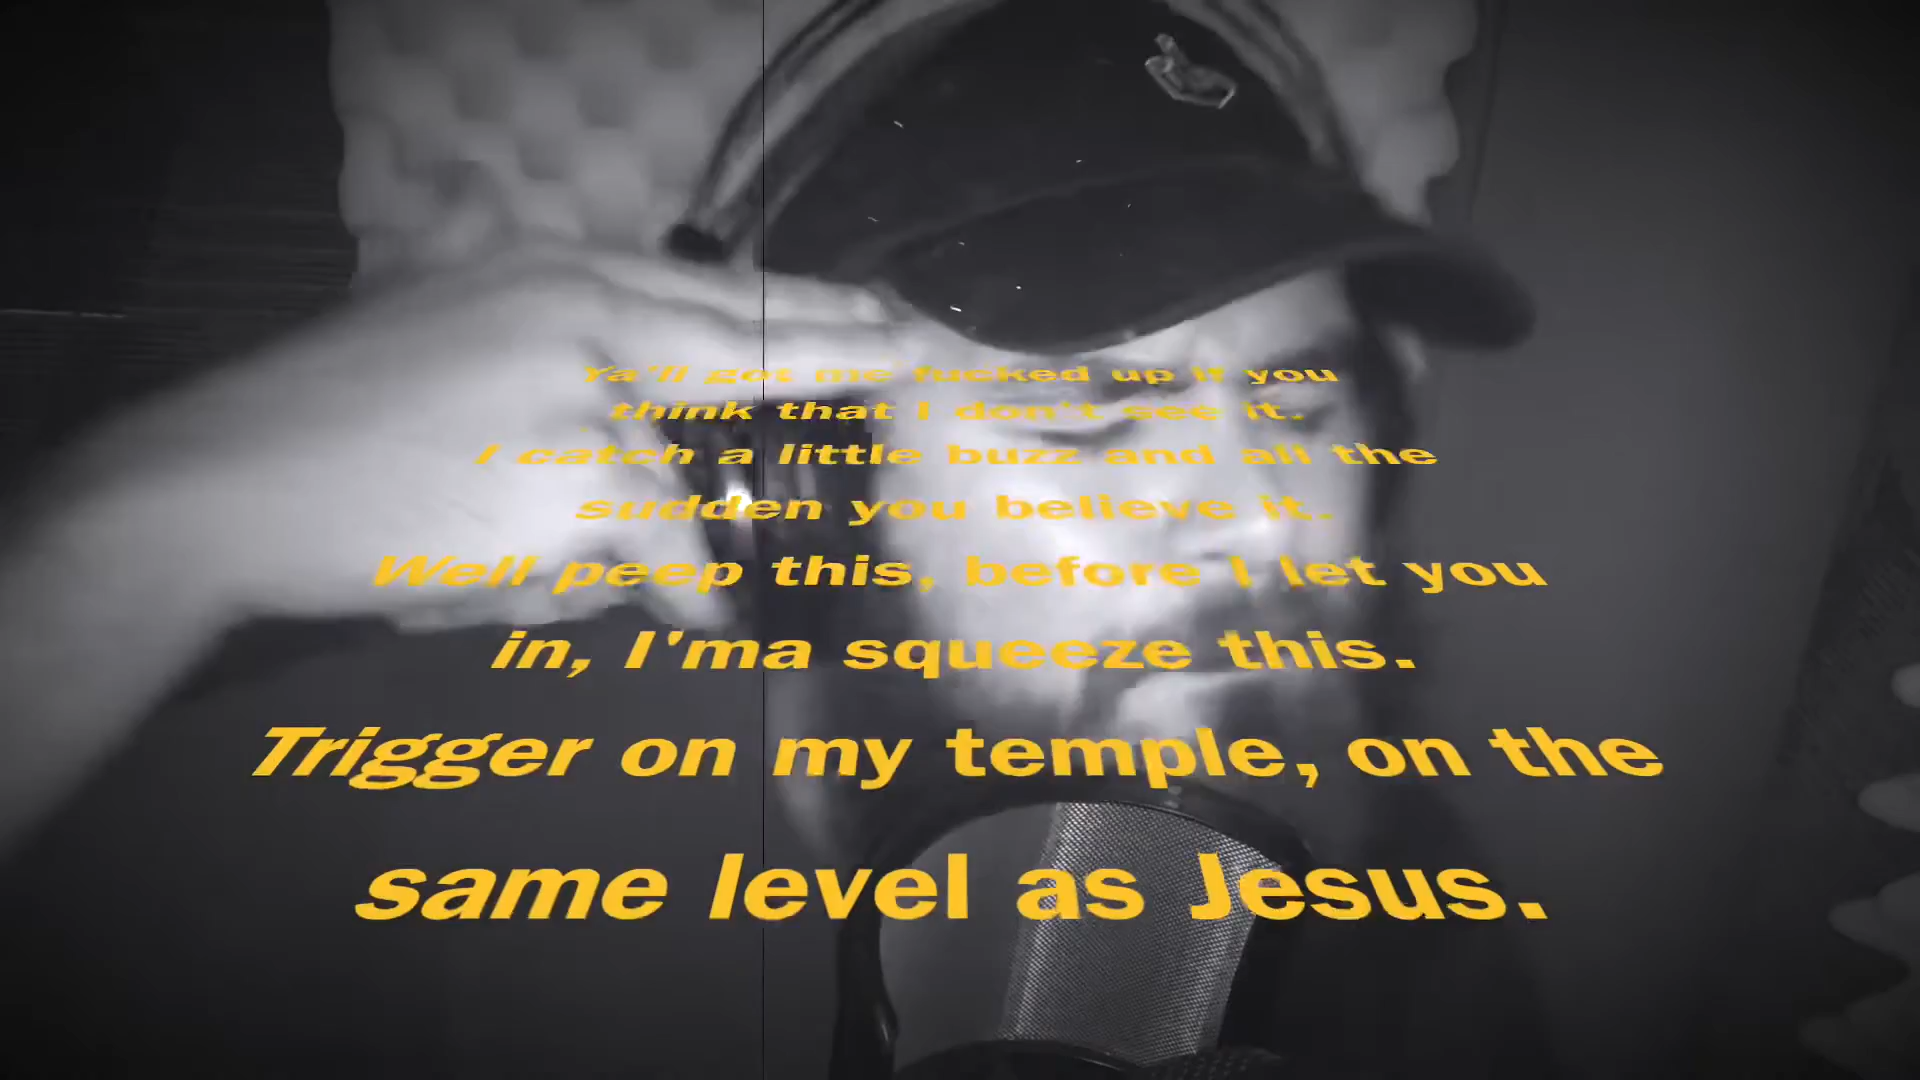 Ya'll got me fucked up if you
think that I don't see it.
I catch a little buzz and all the
sudden you believe it.
Well peep this, before I let you
in, I'ma squeeze this.
Trigger on my temple, on the
same level as Jesus.